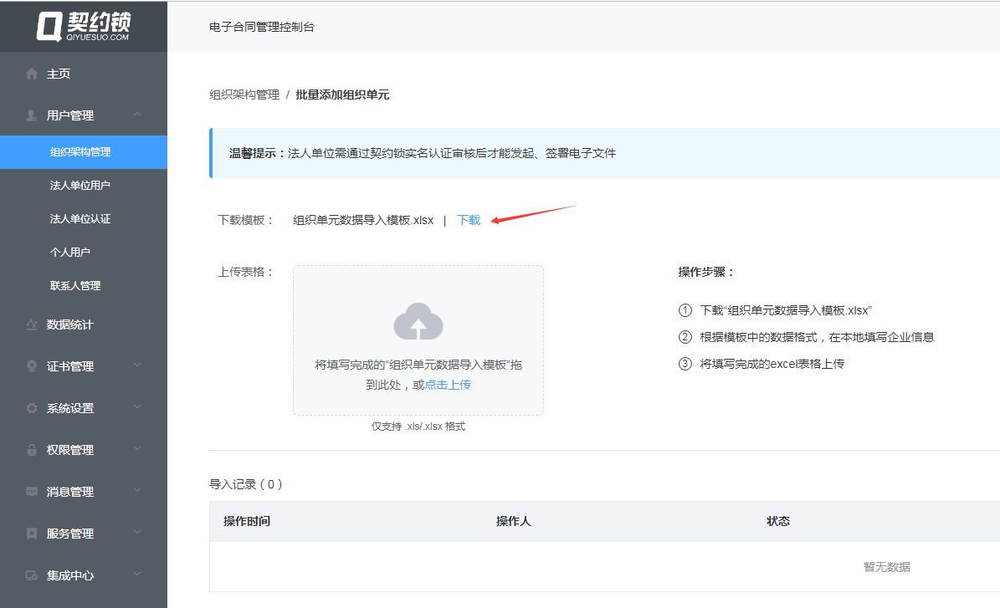 契约锁
QIYUESUO.COM
电子合同管理控制台
主页
用户管理
组织架构管理
法人单位用户
法人单位认证
个人用户
联系人管理
数据统计
证书管理
系统设置
权限管理
消息管理
服务管理
集成中心
组织架构管理 / 批量添加组织单元
温馨提示：法人单位需通过契约锁实名认证审核后才能发起、签署电子文件
下载模板： 组织单元数据导入模板.xlsx | 下载
上传表格：
将填写完成的“组织单元数据导入模板”拖
到此处，或点击上传
仅支持 .xls/.xlsx 格式
操作步骤：
① 下载“组织单元数据导入模板.xlsx”
② 根据模板中的数据格式，在本地填写企业信息
③ 将填写完成的excel表格上传
导入记录（0）
操作时间 操作人 状态
暂无数据